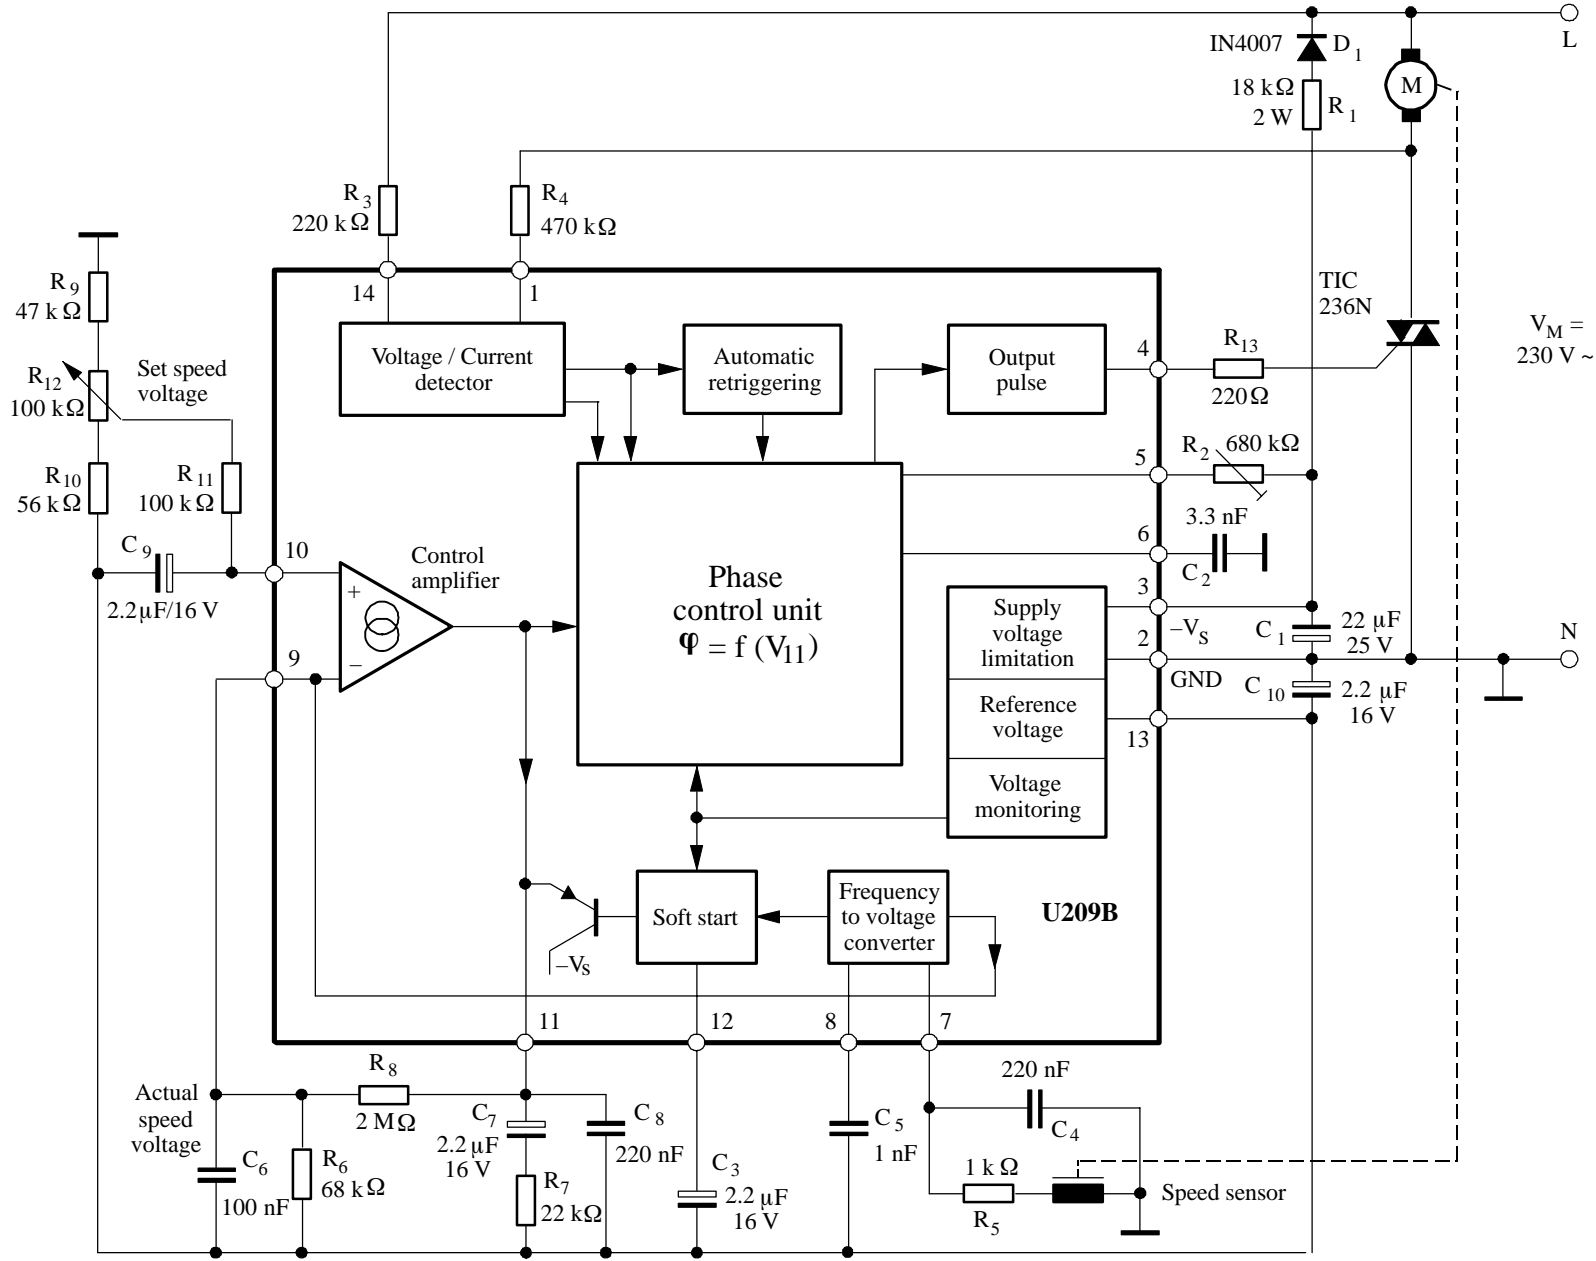 L
IN4007
D1
18 kΩ
2 W
R1
M
R3
220 kΩ
R4
470 kΩ
R9
47 kΩ
14
1
TIC
236N
VM =
230 V ~
Voltage / Current
detector
Automatic
retriggering
Output
pulse
4
R13
220Ω
R12
100 kΩ
Set speed
voltage
R10
56 kΩ
R11
100 kΩ
5
R2
680 kΩ
3.3 nF
6
C2
C9
2.2μF/16 V
10
Control
amplifier
+
−
9
Phase
control unit
φ = f (V11)
Supply
voltage
limitation
Reference
voltage
Voltage
monitoring
3
–VS
2
GND
13
C1
22 μF
25 V
C10
2.2 μF
16 V
N
Soft start
Frequency
to voltage
converter
U209B
–VS
11
12
8
7
Actual
speed
voltage
R8
2 MΩ
C6
100 nF
R6
68 kΩ
C7
2.2 μF
16 V
R7
22 kΩ
C8
220 nF
C3
2.2 μF
16 V
C5
1 nF
220 nF
C4
1 kΩ
R5
Speed sensor